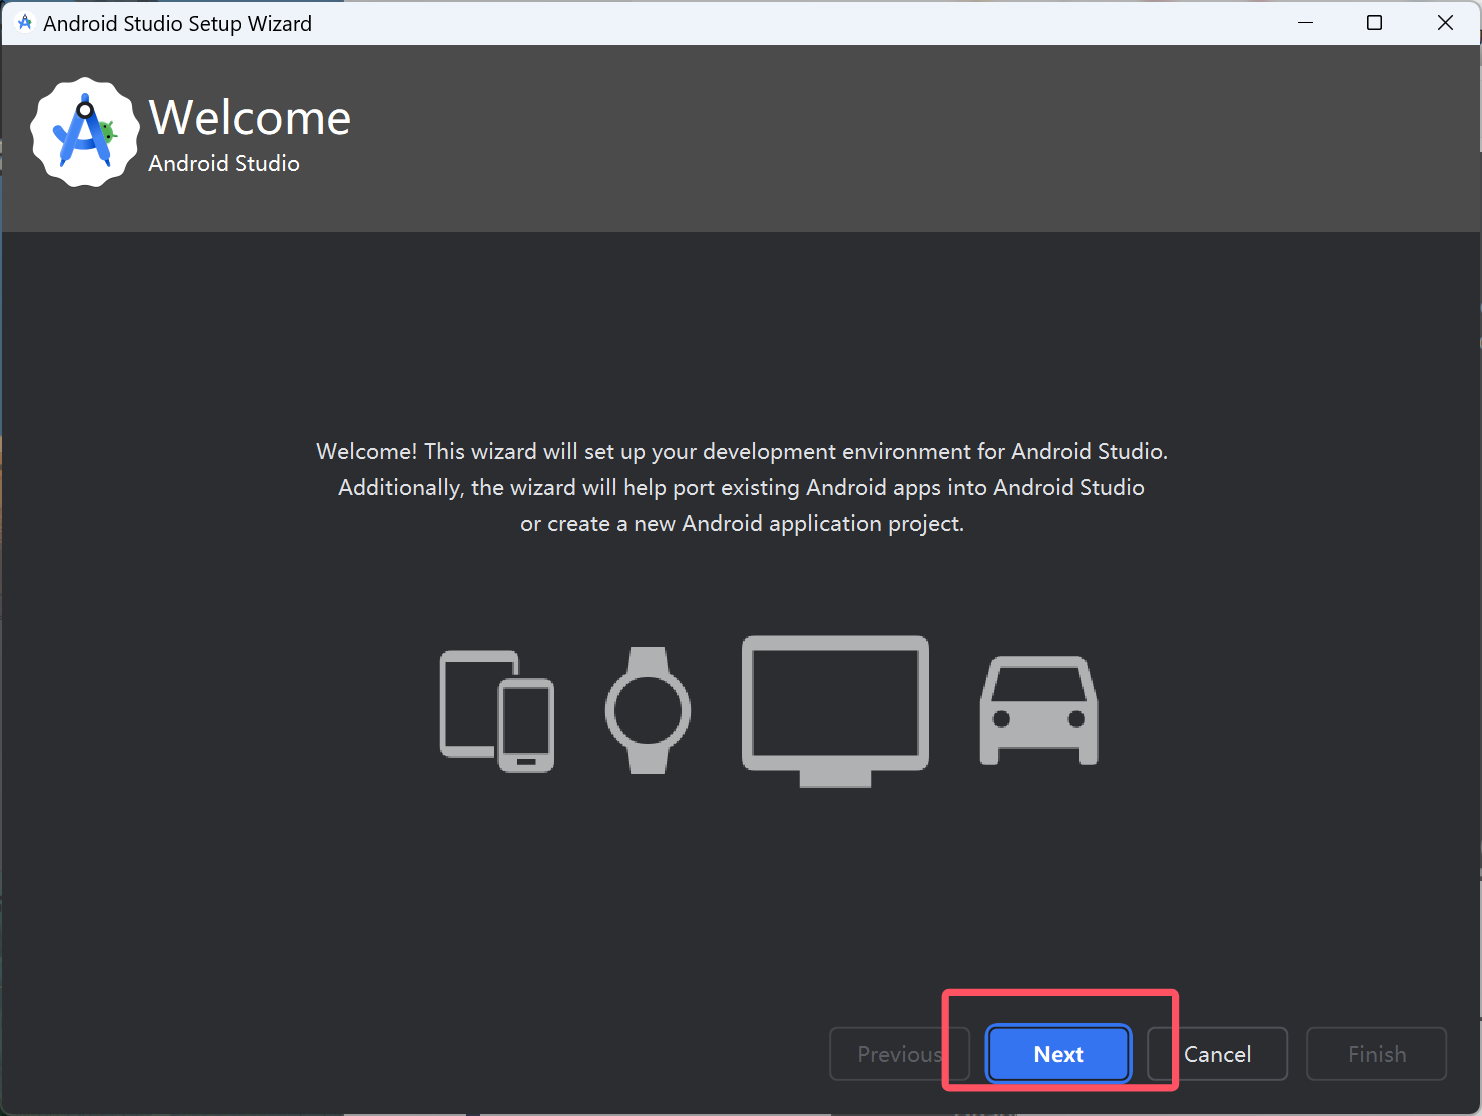 Android Studio Setup Wizard
Welcome
Android Studio
Welcome! This wizard will set up your development environment for Android Studio.
Additionally, the wizard will help port existing Android apps into Android Studio
or create a new Android application project.
Previous
Next
Cancel
Finish